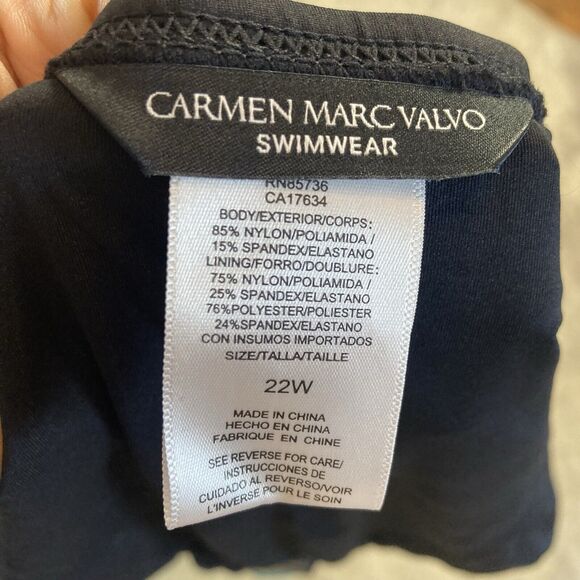 CARMEN MARC VALVO
SWIMWEAR
RN85736
CA17634
BODY/EXTERIOR/CORPS:
85% NYLON/POLIAMIDA /
15% SPANDEX/ELASTANO
LINING/FORRO/DOUBLURE:
75% NYLON/POLIAMIDA /
25% SPANDEX/ELASTANO
76%POLYESTER/POLIESTER
24%SPANDEX/ELASTANO
CON INSUMOS IMPORTADOS
SIZE/TALLA/TAILLE
22W
MADE IN CHINA
HECHO EN CHINA
FABRIQUE EN CHINE
SEE REVERSE FOR CARE/
INSTRUCCIONES DE
CUIDADO AL REVERSO/VOIR
L'INVERSE POUR LE SOIN